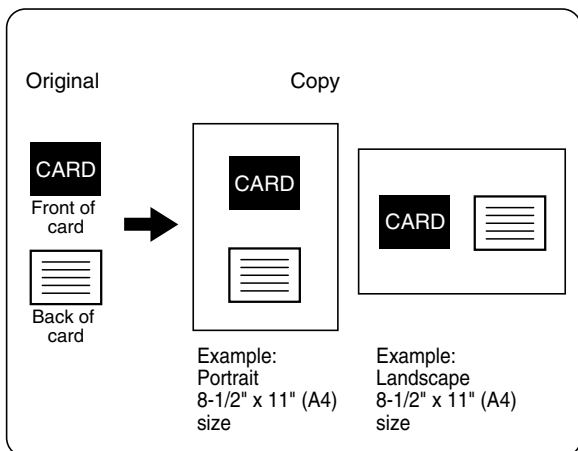 Original
Copy
CARD
Front of
card
Back of
card
CARD
CARD
Example:
Portrait
8-1/2" x 11" (A4)
size
Example:
Landscape
8-1/2" x 11" (A4)
size